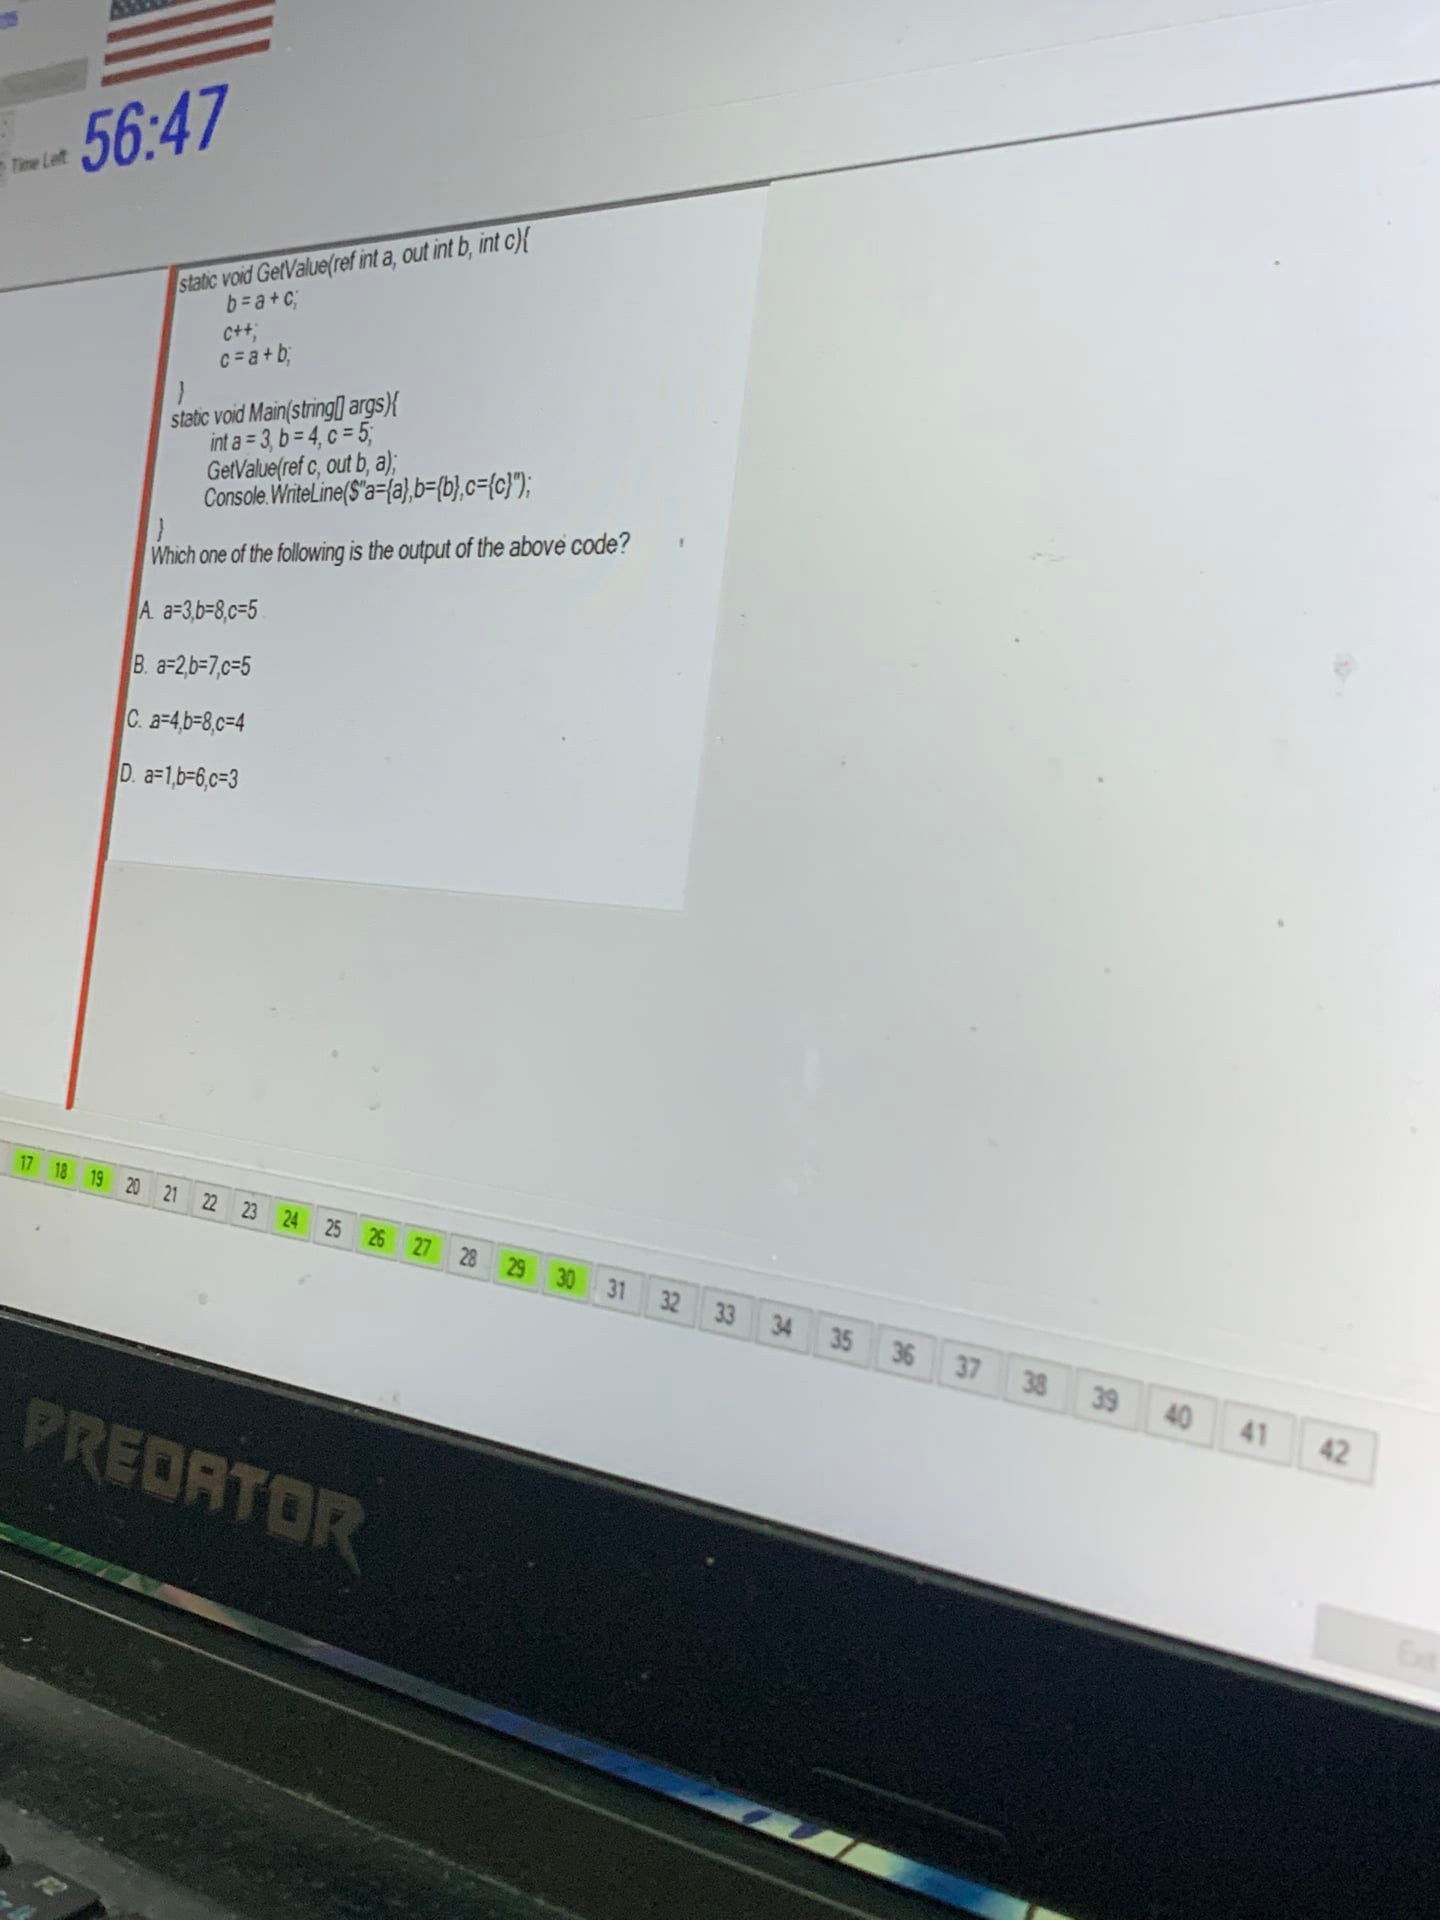 Time Left 56:47
static void GetValue(ref int a, out int b, int c){
b = a + c;
c++;
c = a + b;
}
static void Main(string[] args){
int a = 3, b = 4, c = 5;
GetValue(ref c, out b, a);
Console.WriteLine($"a={a},b={b},c={c}");
}
Which one of the following is the output of the above code?
A. a=3,b=8,c=5
B. a=2,b=7,c=5
C. a=4,b=8,c=4
D. a=1,b=6,c=3
17 18 19 20 21 22 23 24 25 26 27 28 29 30 31 32 33 34 35 36 37 38 39 40 41 42
Exit
PREDATOR